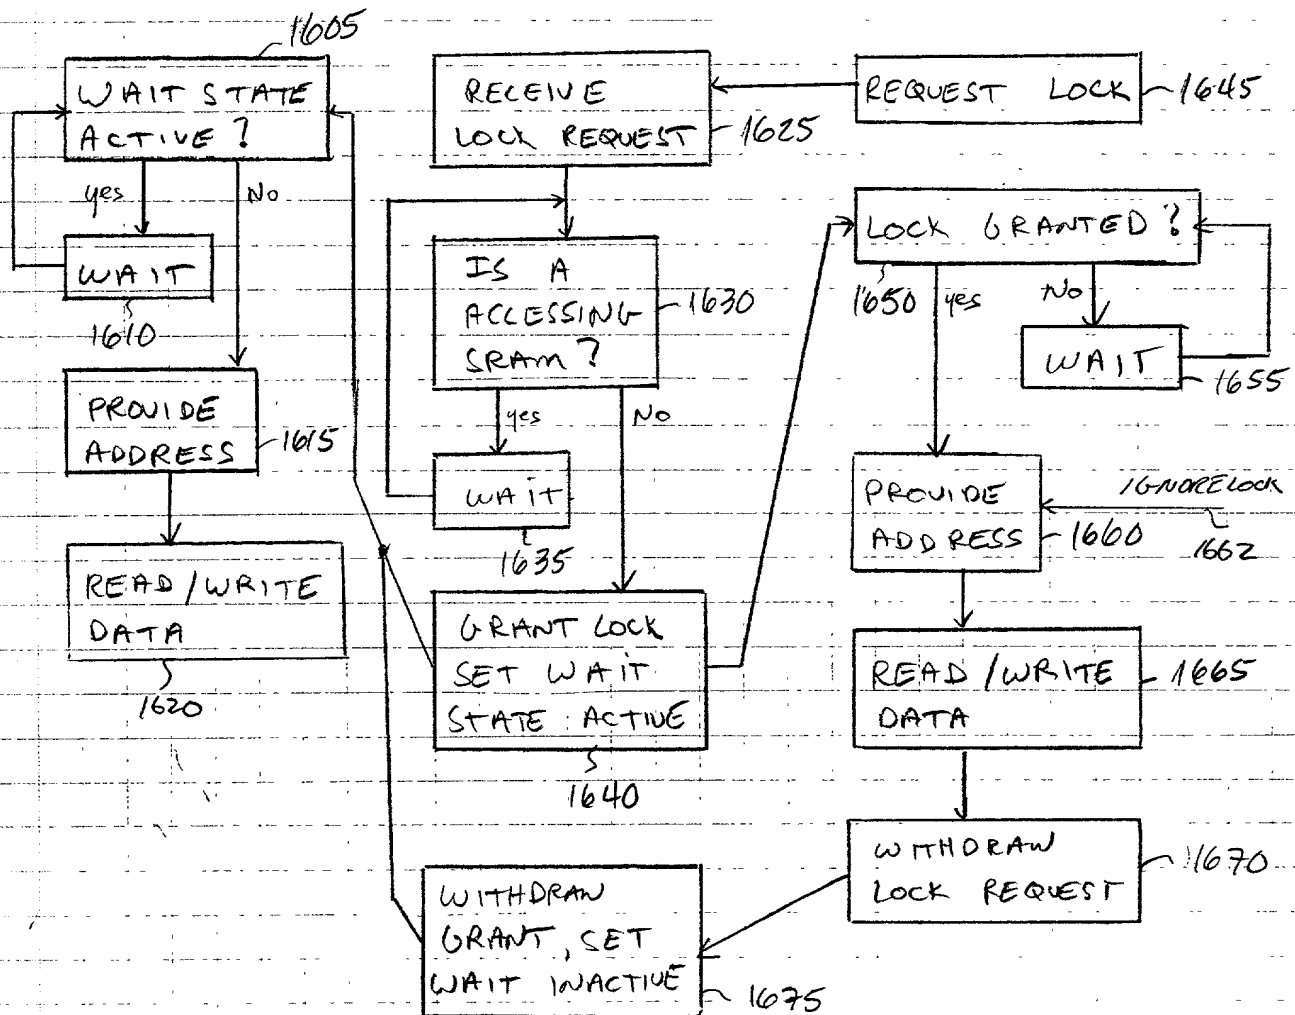 1605
WAIT STATE
ACTIVE?
yes
No
WAIT
1610
PROVIDE
ADDRESS
1615
READ/WRITE
DATA
1620
RECEIVE
LOCK REQUEST
1625
IS A
ACCESSING
SRAM?
1630
yes
No
WAIT
1635
GRANT LOCK
SET WAIT
STATE ACTIVE
1640
WITHDRAW
GRANT, SET
WAIT INACTIVE
1675
REQUEST LOCK
1645
LOCK GRANTED?
1650
yes
No
WAIT
1655
PROVIDE
ADDRESS
1660
IGNORE LOCK
1662
READ/WRITE
DATA
1665
WITHDRAW
LOCK REQUEST
1670